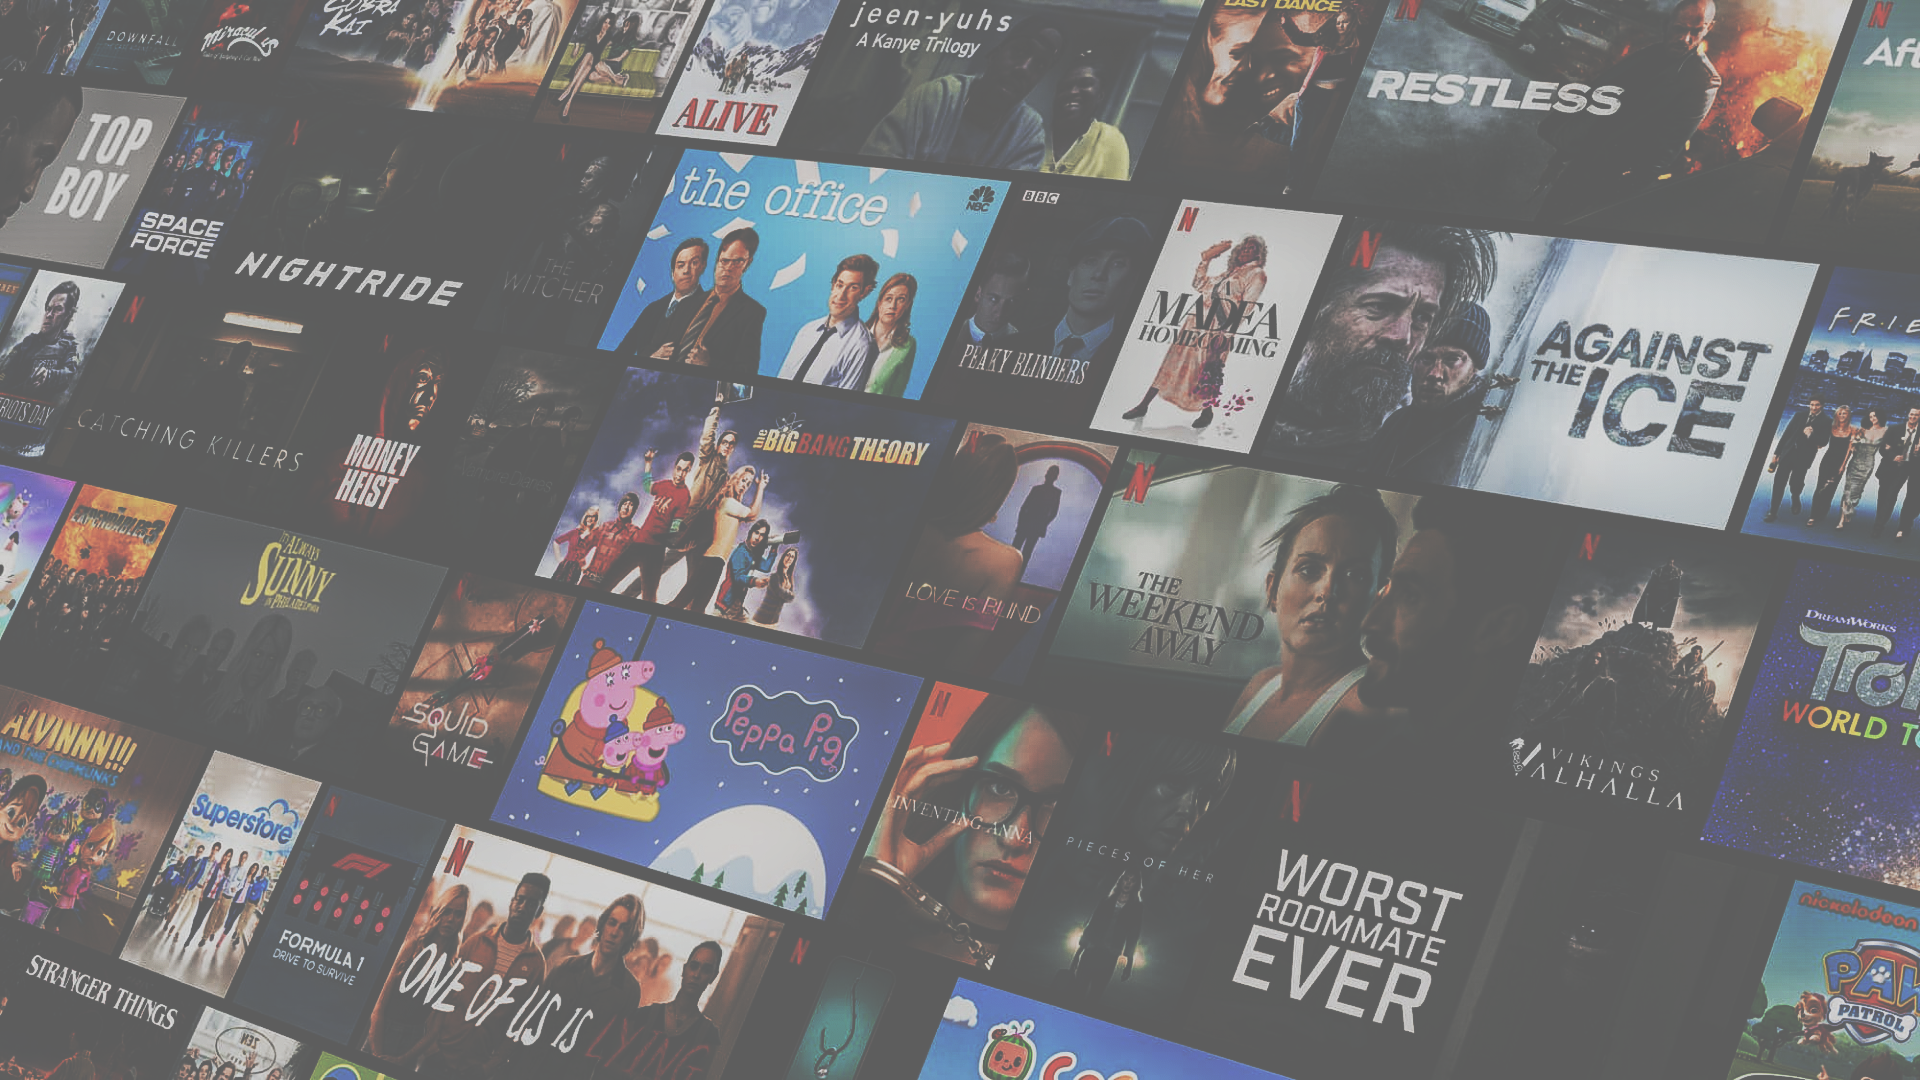 DOWNFALL
Miraculous
COBRA
KAI
ALIVE
jeen-yuhs
A Kanye Trilogy
LAST DANCE
N
RESTLESS
N
TOP
BOY
SPACE
FORCE
NIGHTRIDE
THE
WITCHER
the office
NBC
BBC
PEAKY BLINDERS
N
A
MADEA
HOMECOMING
N
AGAINST
THE ICE
FRIE
RIOTS DAY
N
CATCHING KILLERS
MONEY
HEIST
the BIG BANG THEORY
LOVE IS BLIND
N
THE
WEEKEND
AWAY
N
VIKINGS
VALHALLA
DREAMWORKS
Trol
WORLD TO
IT'S ALWAYS
SUNNY
IN PHILADELPHIA
SQUID
GAME
Peppa Pig
N
INVENTING ANNA
N
PIECES OF HER
N
WORST
ROOMMATE
EVER
ALVINNN!!!
AND THE CHIPMUNKS
Superstore
N
F1
FORMULA 1
DRIVE TO SURVIVE
N
ONE OF US IS LYING
N
nickelodeon
PAW
PATROL
STRANGER THINGS
ZEN